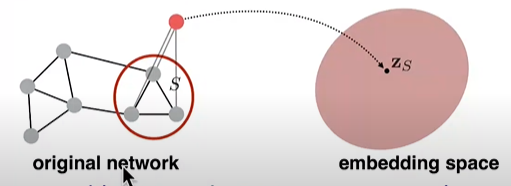 S
z_S
original network
embedding space